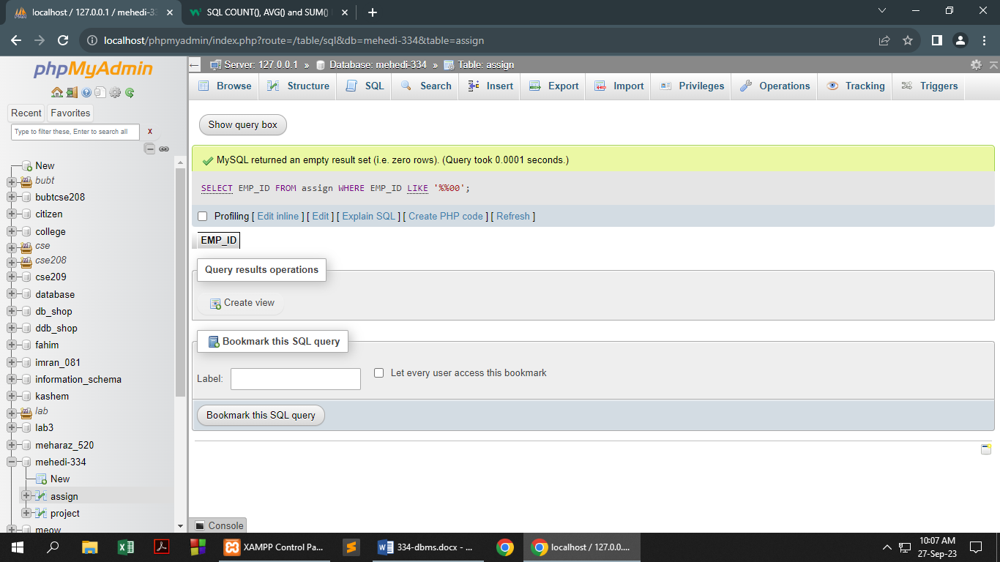 localhost / 127.0.0.1 / mehedi-33
SQL COUNT(), AVG() and SUM()
localhost/phpmyadmin/index.php?route=/table/sql&db=mehedi-334&table=assign
phpMyAdmin
Recent Favorites
Type to filter these, Enter to search all X
New
bubt
bubtcse208
citizen
college
cse
cse208
cse209
database
db_shop
ddb_shop
fahim
imran_081
information_schema
kashem
lab
lab3
meharaz_520
mehedi-334
New
assign
project
meow
Server: 127.0.0.1 » Database: mehedi-334 » Table: assign
Browse Structure SQL Search Insert Export Import Privileges Operations Tracking Triggers
Show query box
MySQL returned an empty result set (i.e. zero rows). (Query took 0.0001 seconds.)
SELECT EMP_ID FROM assign WHERE EMP_ID LIKE '%%00';
Profiling [ Edit inline ] [ Edit ] [ Explain SQL ] [ Create PHP code ] [ Refresh ]
EMP_ID
Query results operations
Create view
Bookmark this SQL query
Label: Let every user access this bookmark
Bookmark this SQL query
Console
XAMPP Control Pa...
334-dbms.docx - ...
localhost / 127.0.0....
10:07 AM
27-Sep-23